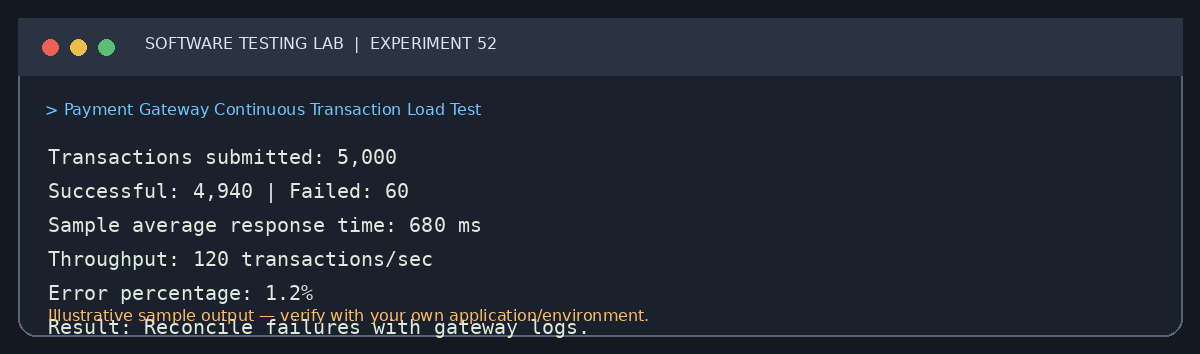 SOFTWARE TESTING LAB | EXPERIMENT 52
> Payment Gateway Continuous Transaction Load Test
Transactions submitted: 5,000
Successful: 4,940 | Failed: 60
Sample average response time: 680 ms
Throughput: 120 transactions/sec
Error percentage: 1.2%
Illustrative sample output — verify with your own application/environment.
Result: Reconcile failures with gateway logs.